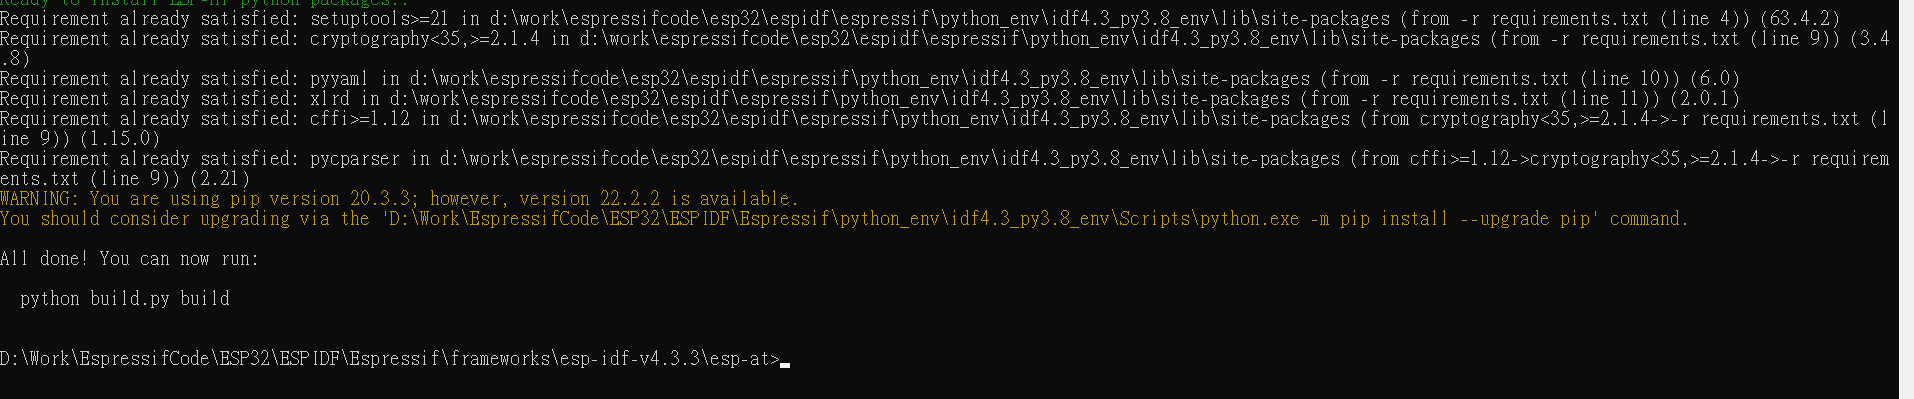 Ready to install ESP-AT python packages..
Requirement already satisfied: setuptools>=21 in d:\work\espressifcode\esp32\espidf\espressif\python_env\idf4.3_py3.8_env\lib\site-packages (from -r requirements.txt (line 4)) (63.4.2)
Requirement already satisfied: cryptography<35,>=2.1.4 in d:\work\espressifcode\esp32\espidf\espressif\python_env\idf4.3_py3.8_env\lib\site-packages (from -r requirements.txt (line 9)) (3.4
.8)
Requirement already satisfied: pyyaml in d:\work\espressifcode\esp32\espidf\espressif\python_env\idf4.3_py3.8_env\lib\site-packages (from -r requirements.txt (line 10)) (6.0)
Requirement already satisfied: xlrd in d:\work\espressifcode\esp32\espidf\espressif\python_env\idf4.3_py3.8_env\lib\site-packages (from -r requirements.txt (line 11)) (2.0.1)
Requirement already satisfied: cffi>=1.12 in d:\work\espressifcode\esp32\espidf\espressif\python_env\idf4.3_py3.8_env\lib\site-packages (from cryptography<35,>=2.1.4->-r requirements.txt (l
ine 9)) (1.15.0)
Requirement already satisfied: pycparser in d:\work\espressifcode\esp32\espidf\espressif\python_env\idf4.3_py3.8_env\lib\site-packages (from cffi>=1.12->cryptography<35,>=2.1.4->-r requirem
ents.txt (line 9)) (2.21)
WARNING: You are using pip version 20.3.3; however, version 22.2.2 is available.
You should consider upgrading via the 'D:\Work\EspressifCode\ESP32\ESPIDF\Espressif\python_env\idf4.3_py3.8_env\Scripts\python.exe -m pip install --upgrade pip' command.
All done! You can now run:
python build.py build
D:\Work\EspressifCode\ESP32\ESPIDF\Espressif\frameworks\esp-idf-v4.3.3\esp-at>